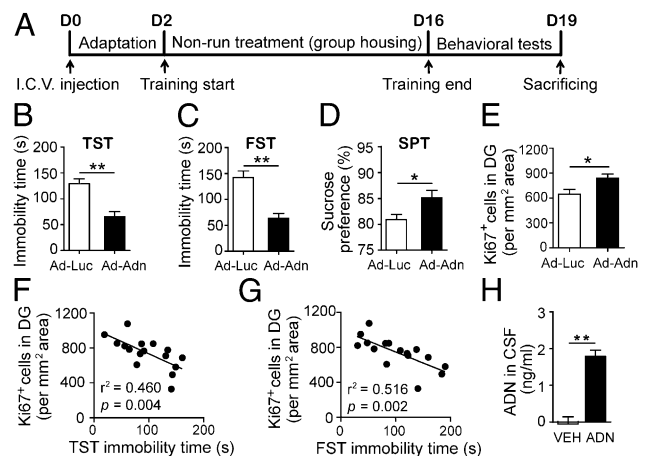 A
D0 D2 D16 D19
Adaptation Non-run treatment (group housing) Behavioral tests
I.C.V. injection Training start Training end Sacrificing
B
TST
Immobility time (s)
200
150
100
50
0
**
Ad-Luc Ad-Adn
C
FST
Immobility time (s)
200
150
100
50
0
**
Ad-Luc Ad-Adn
D
SPT
Sucrose
preference (%)
95
90
85
80
75
*
Ad-Luc Ad-Adn
E
Ki67+ cells in DG
(per mm2 area)
1200
900
600
300
0
*
Ad-Luc Ad-Adn
F
Ki67+ cells in DG
(per mm2 area)
1200
800
400
0
r2 = 0.460
p = 0.004
0 100 200
TST immobility time (s)
G
Ki67+ cells in DG
(per mm2 area)
1200
800
400
0
r2 = 0.516
p = 0.002
0 100 200
FST immobility time (s)
H
ADN in CSF
(ng/ml)
3
2
1
0
**
VEH ADN